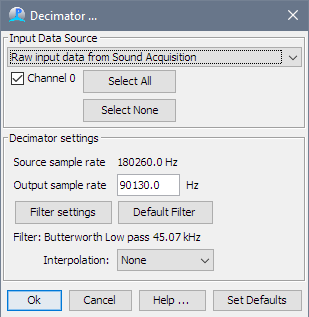 Decimator ...
Input Data Source
Raw input data from Sound Acquisition
Channel 0
Select All
Select None
Decimator settings
Source sample rate 180260.0 Hz
Output sample rate 90130.0 Hz
Filter settings Default Filter
Filter: Butterworth Low pass 45.07 kHz
Interpolation: None
Ok Cancel Help ... Set Defaults